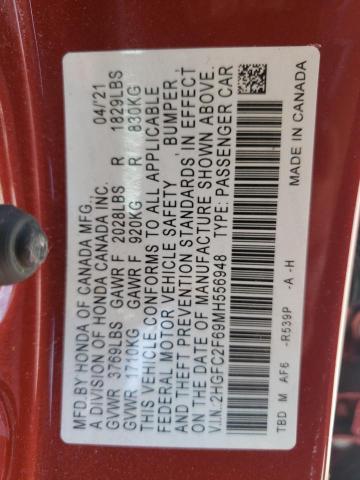 MFD.BY HONDA OF CANADA MFG. 04/'21
A DIVISION OF HONDA CANADA INC.
GVWR 3769LBS GAWR F 2028LBS R 1829LBS
GVWR 1710KG GAWR F 920KG R 830KG
THIS VEHICLE CONFORMS TO ALL APPLICABLE
FEDERAL MOTOR VEHICLE SAFETY BUMPER,
AND THEFT PREVENTION STANDARDS IN EFFECT
ON THE DATE OF MANUFACTURE SHOWN ABOVE.
V.I.N.:2HGFC2F69MH556948 TYPE: PASSENGER CAR
TBD M AF6 -R539P -A -H MADE IN CANADA